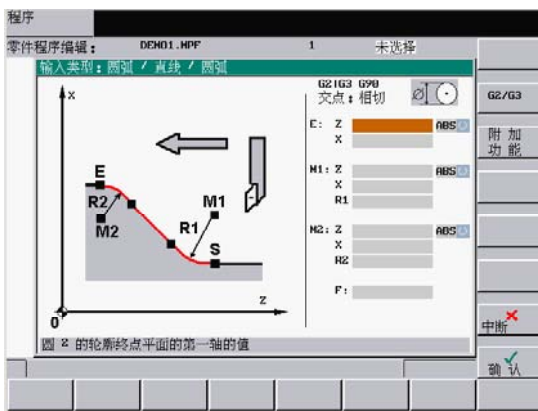 程序
零件程序编辑： DEMO1.MPF 1 未选择
输入类型：圆弧 / 直线 / 圆弧
G2/G3
附加
功能
中断
确认
X
E
R2
M2
M1
R1
S
Z
0
G2|G3 G90
交点：相切
E: Z ABS
X
M1: Z ABS
X
R1
M2: Z ABS
X
R2
F:
圆 2 的轮廓终点平面的第一轴的值